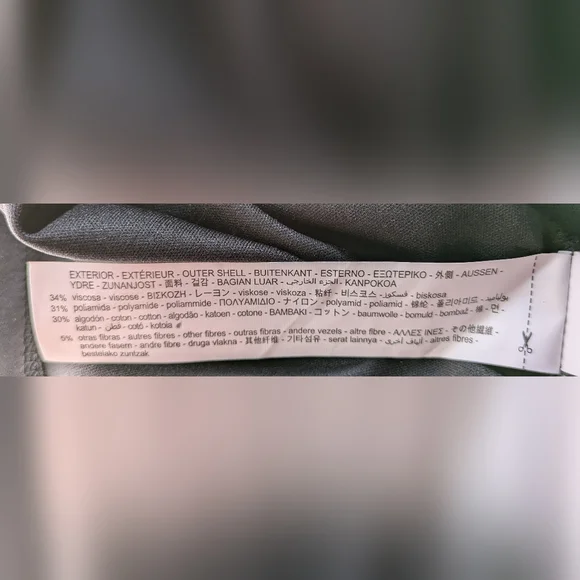 EXTERIOR - EXTÉRIEUR - OUTER SHELL - BUITENKANT - ESTERNO - ΕΞΩΤΕΡΙΚΟ - 外側 - AUSSEN -
YDRE - ZUNANJOST - 面料 - 겉감 - BAGIAN LUAR - الجزء الخارجي - KANPOKOA
34% viscosa - viscose - ΒΙΣΚΟΖΗ - レーヨン - viskose - viskoza - 粘纤 - 비스코스 - فسكوز - biskosa
31% poliamida - polyamide - poliammide - ΠΟΛΥΑΜΙΔΙΟ - ナイロン - polyamid - poliamid - 锦纶 - 폴리아미드 -
30% algodón - coton - cotton - algodão - katoen - cotone - ΒΑΜΒΑΚΙ - コットン - baumwolle - bomuld - bombaž - 棉 - 면 -
katun - قطن - cotó - kotoia
5% otras fibras - autres fibres - other fibres - outras fibras - andere vezels - altre fibre - ΑΛΛΕΣ ΙΝΕΣ - その他繊維 -
andere fasern - andre fibre - druga vlakna - 其他纤维 - 기타섬유 - serat lainnya - ألياف أخرى - altres fibres -
bestelako zuntzak